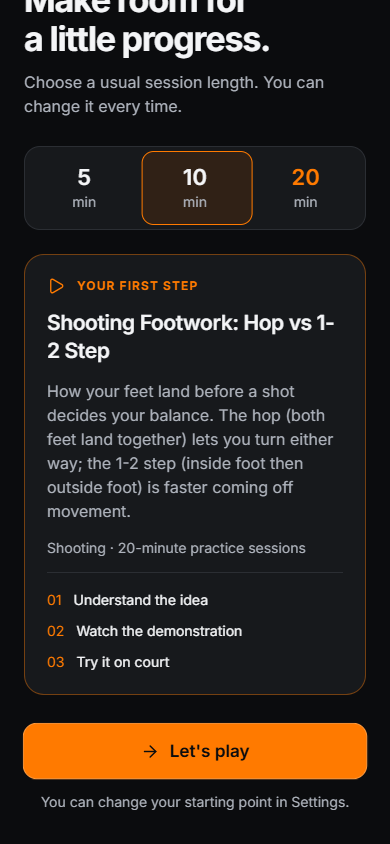 Make room for
a little progress.
Choose a usual session length. You can
change it every time.
5
min
10
min
20
min
YOUR FIRST STEP
Shooting Footwork: Hop vs 1-
2 Step
How your feet land before a shot
decides your balance. The hop (both
feet land together) lets you turn either
way; the 1-2 step (inside foot then
outside foot) is faster coming off
movement.
Shooting · 20-minute practice sessions
01 Understand the idea
02 Watch the demonstration
03 Try it on court
→ Let's play
You can change your starting point in Settings.